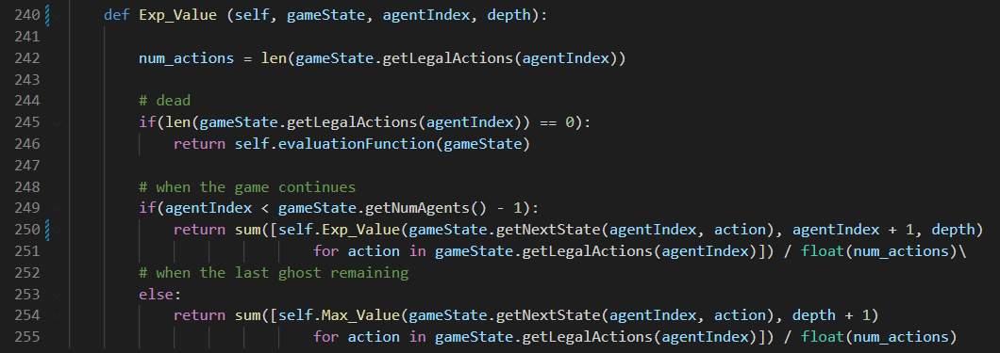 240 def Exp_Value (self, gameState, agentIndex, depth):
241
242 num_actions = len(gameState.getLegalActions(agentIndex))
243
244 # dead
245 if(len(gameState.getLegalActions(agentIndex)) == 0):
246 return self.evaluationFunction(gameState)
247
248 # when the game continues
249 if(agentIndex < gameState.getNumAgents() - 1):
250 return sum([self.Exp_Value(gameState.getNextState(agentIndex, action), agentIndex + 1, depth)
251 for action in gameState.getLegalActions(agentIndex)]) / float(num_actions)\
252 # when the last ghost remaining
253 else:
254 return sum([self.Max_Value(gameState.getNextState(agentIndex, action), depth + 1)
255 for action in gameState.getLegalActions(agentIndex)]) / float(num_actions)